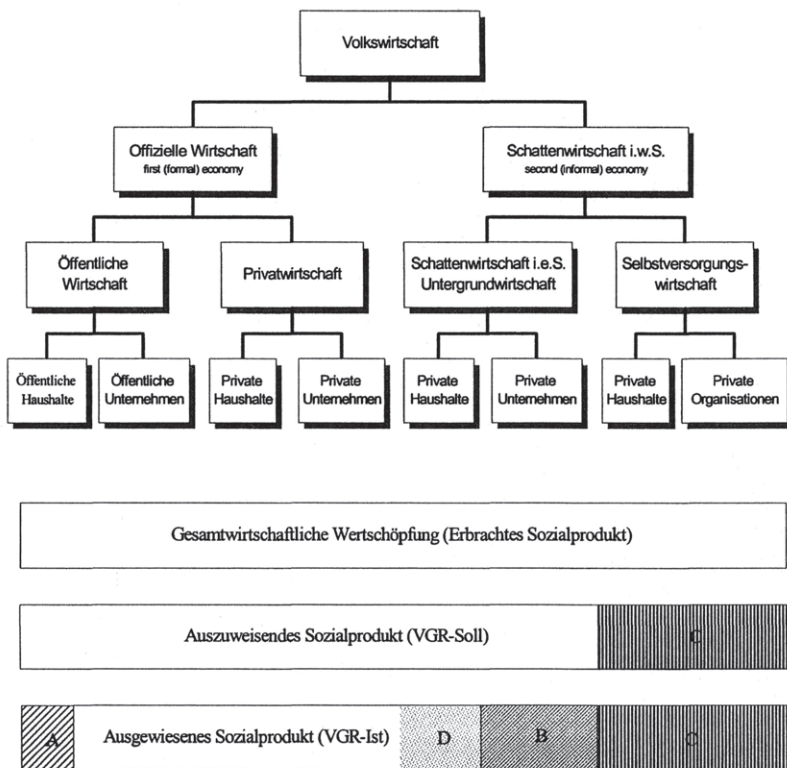 Volkswirtschaft
Offizielle Wirtschaft
first (formal) economy
Schattenwirtschaft i.w.S.
second (informal) economy
Öffentliche
Wirtschaft
Privatwirtschaft
Schattenwirtschaft i.e.S.
Untergrundwirtschaft
Selbstversorgungs-
wirtschaft
Öffentliche
Haushalte
Öffentliche
Unternehmen
Private
Haushalte
Private
Unternehmen
Private
Haushalte
Private
Unternehmen
Private
Haushalte
Private
Organisationen
Gesamtwirtschaftliche Wertschöpfung (Erbrachtes Sozialprodukt)
Auszuweisendes Sozialprodukt (VGR-Soll)
C
A
Ausgewiesenes Sozialprodukt (VGR-Ist)
D
B
C